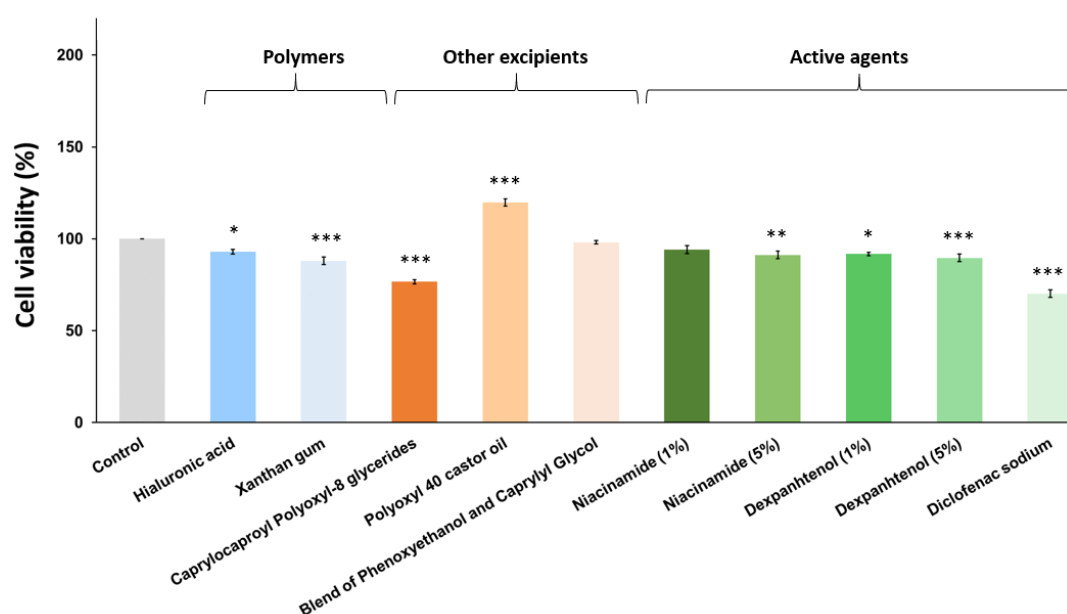 Polymers
Other excipients
Active agents
Cell viability (%)
200
150
100
50
0
*
***
***
***
**
*
***
***
Control
Hialuronic acid
Xanthan gum
Caprylocaproyl Polyoxyl-8 glycerides
Polyoxyl 40 castor oil
Blend of Phenoxyethanol and Caprylyl Glycol
Niacinamide (1%)
Niacinamide (5%)
Dexpanhtenol (1%)
Dexpanhtenol (5%)
Diclofenac sodium